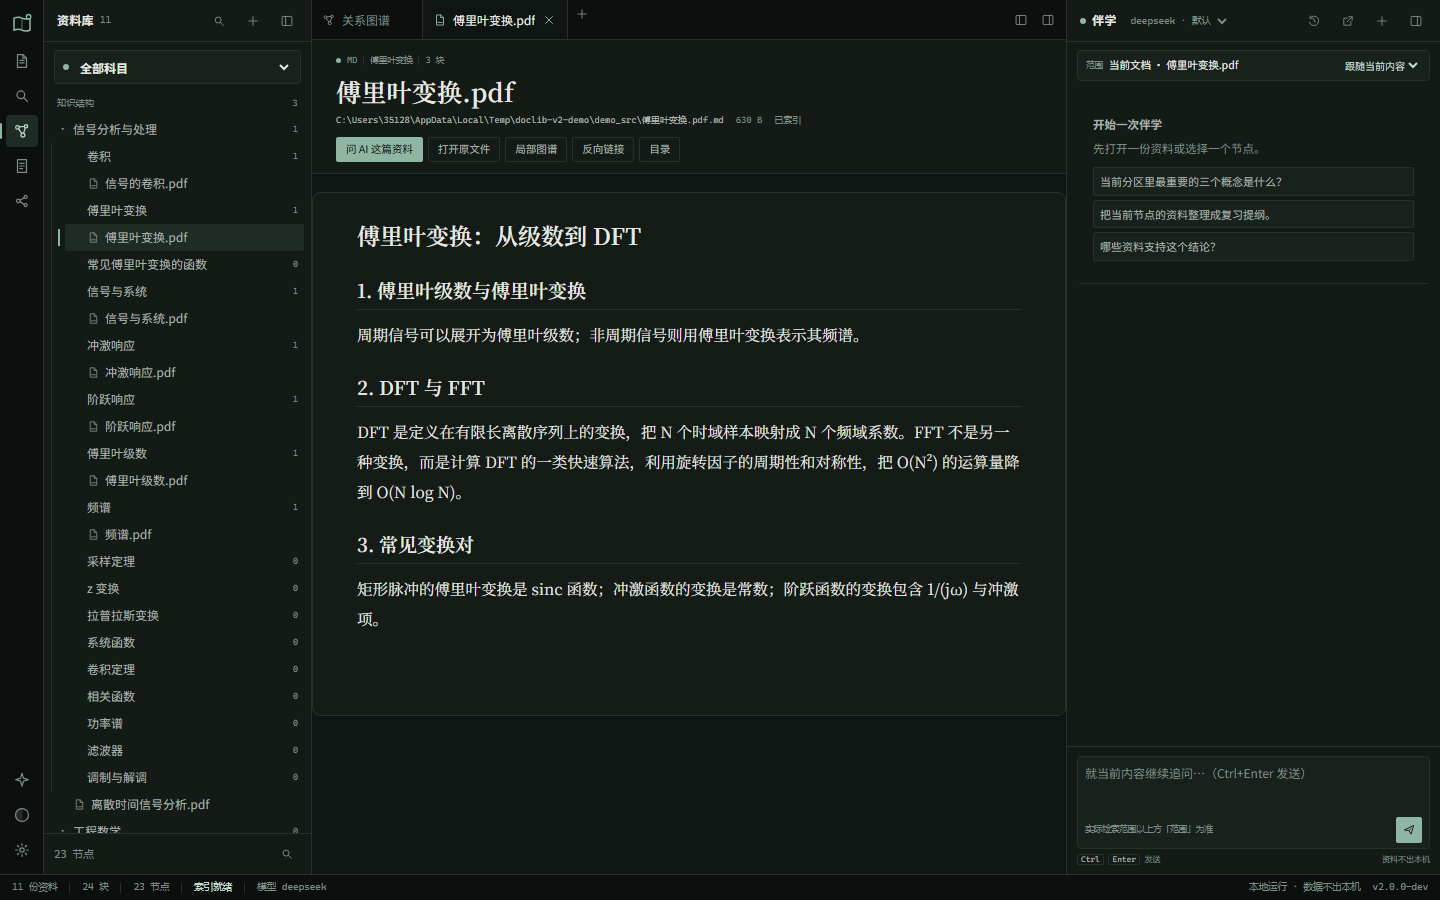 资料库 11
全部科目
知识结构 3
信号分析与处理 1
卷积 1
信号的卷积.pdf
傅里叶变换 1
傅里叶变换.pdf
常见傅里叶变换的函数 0
信号与系统 1
信号与系统.pdf
冲激响应 1
冲激响应.pdf
阶跃响应 1
阶跃响应.pdf
傅里叶级数 1
傅里叶级数.pdf
频谱 1
频谱.pdf
采样定理 0
z 变换 0
拉普拉斯变换 0
系统函数 0
卷积定理 0
相关函数 0
功率谱 0
滤波器 0
调制与解调 0
离散时间信号分析.pdf
工程数学 0
23 节点
关系图谱
傅里叶变换.pdf
MD 傅里叶变换 3 块
傅里叶变换.pdf
C:\Users\35128\AppData\Local\Temp\doclib-v2-demo\demo_src\傅里叶变换.pdf.md 630 B 已索引
问 AI 这篇资料 打开原文件 局部图谱 反向链接 目录
傅里叶变换：从级数到 DFT
1. 傅里叶级数与傅里叶变换
周期信号可以展开为傅里叶级数；非周期信号则用傅里叶变换表示其频谱。
2. DFT 与 FFT
DFT 是定义在有限长离散序列上的变换，把 N 个时域样本映射成 N 个频域系数。FFT 不是另一
种变换，而是计算 DFT 的一类快速算法，利用旋转因子的周期性和对称性，把 O(N²) 的运算量降
到 O(N log N)。
3. 常见变换对
矩形脉冲的傅里叶变换是 sinc 函数；冲激函数的变换是常数；阶跃函数的变换包含 1/(jω) 与冲激
项。
伴学 deepseek · 默认
范围 当前文档 · 傅里叶变换.pdf 跟随当前内容
开始一次伴学
先打开一份资料或选择一个节点。
当前分区里最重要的三个概念是什么？
把当前节点的资料整理成复习提纲。
哪些资料支持这个结论？
就当前内容继续追问…（Ctrl+Enter 发送）
实际检索范围以上方「范围」为准
Ctrl Enter 发送 资料不出本机
11 份资料 24 块 23 节点 索引就绪 模型 deepseek 本地运行 · 数据不出本机 v2.0.0-dev